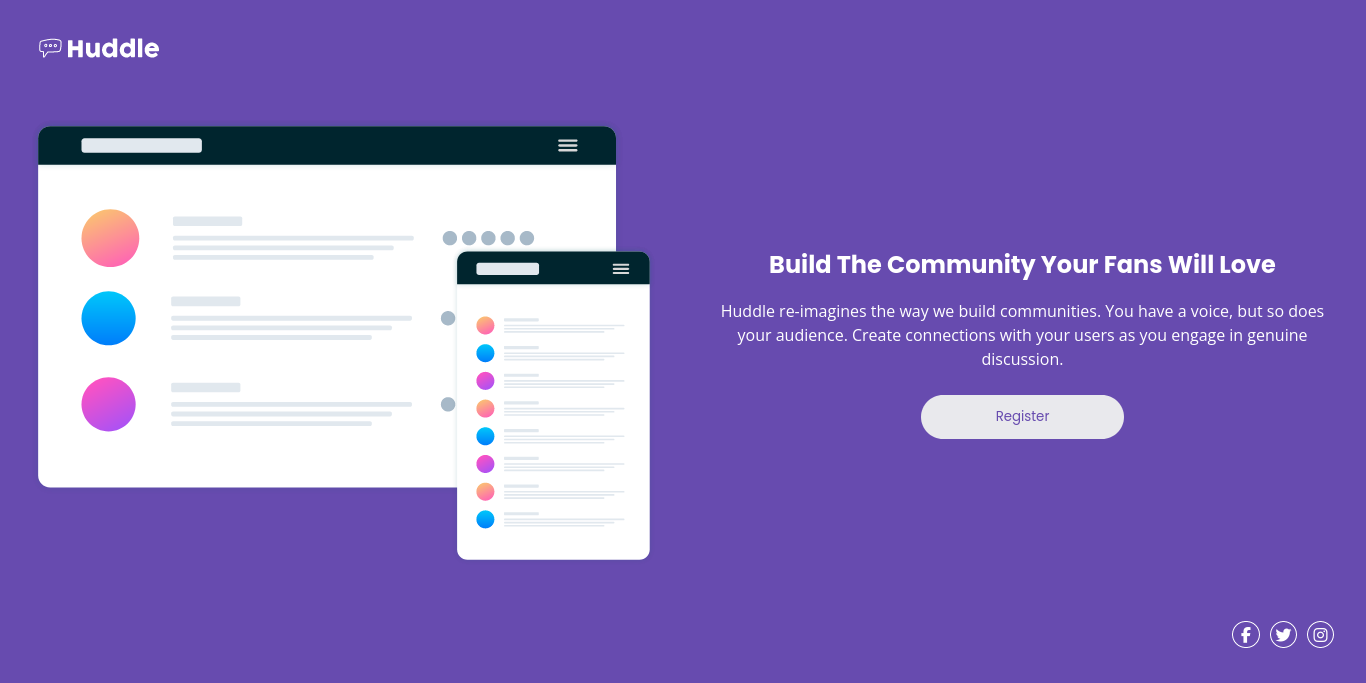 Huddle
Build The Community Your Fans Will Love
Huddle re-imagines the way we build communities. You have a voice, but so does
your audience. Create connections with your users as you engage in genuine
discussion.
Register